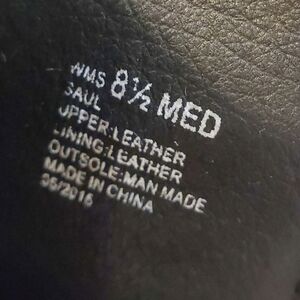 WMS 8½ MED
SAUL
UPPER:LEATHER
LINING:LEATHER
OUTSOLE:MAN MADE
MADE IN CHINA